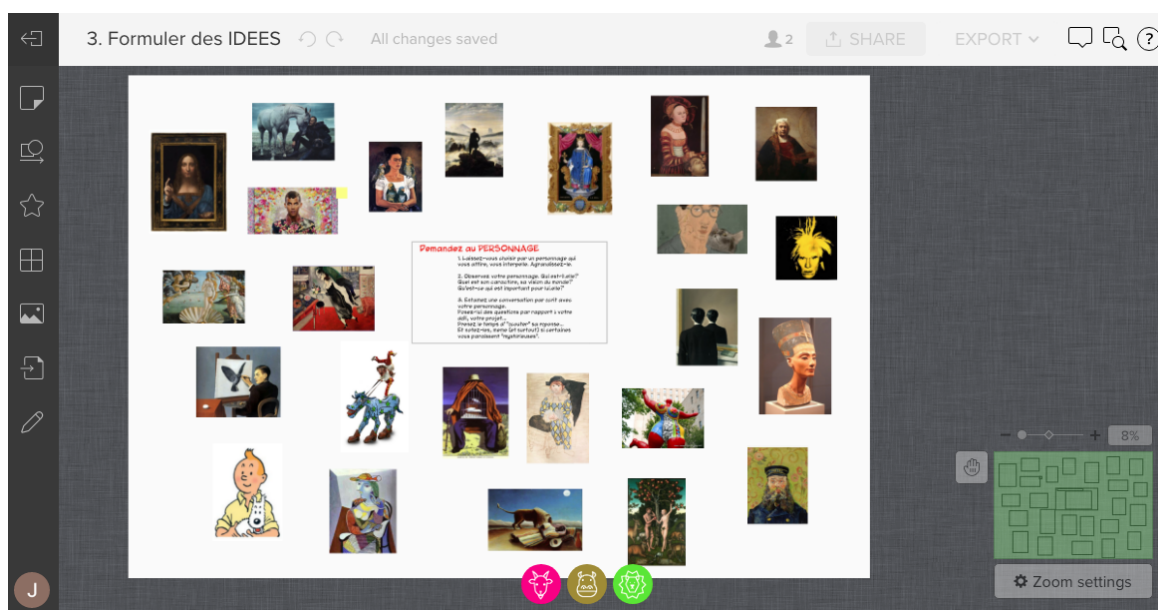 3. Formuler des IDEES
All changes saved
2
SHARE
EXPORT
?
Demandez au PERSONNAGE
1. Laissez-vous choisir par un personnage qui
vous attire, vous interpelle. Agrandissez-le.
2. Observez votre personnage. Qui est-il,elle?
Quel est son caractère, sa vision du monde?
Qu'est-ce qui est important pour lui,elle?
3. Entamez une conversation par écrit avec
votre personnage.
Posez-lui des questions par rapport à votre
défi, votre projet...
Prenez le temps d' "écouter" sa réponse...
Et notez-les, même (et surtout) si certaines
vous paraissent "mystérieuses".
8%
Zoom settings
J